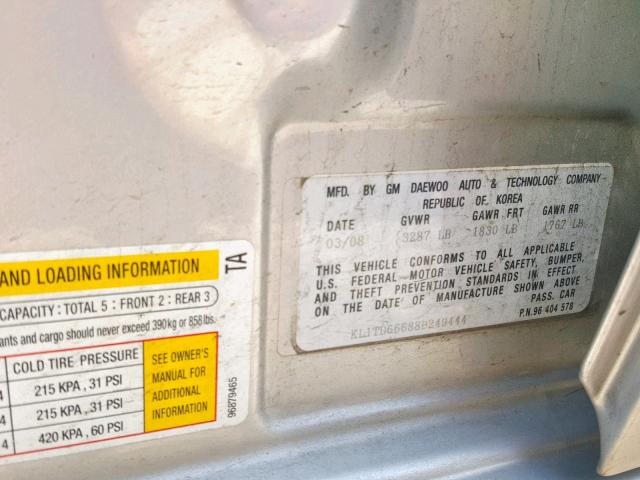 MFD. BY GM DAEWOO AUTO & TECHNOLOGY COMPANY
REPUBLIC OF KOREA
DATE GVWR GAWR FRT GAWR RR
03/08 3287 LB 1830 LB 1767 LB
THIS VEHICLE CONFORMS TO ALL APPLICABLE
U.S. FEDERAL MOTOR VEHICLE SAFETY, BUMPER,
AND THEFT PREVENTION STANDARDS IN EFFECT
ON THE DATE OF MANUFACTURE SHOWN ABOVE
PASS. CAR
KL1TD66688B249444
P.N.96 404 578
TA
AND LOADING INFORMATION
CAPACITY : TOTAL 5 : FRONT 2 : REAR 3
ants and cargo should never exceed 390kg or 858 lbs.
COLD TIRE PRESSURE
215 KPA , 31 PSI
215 KPA , 31 PSI
420 KPA , 60 PSI
SEE OWNER'S
MANUAL FOR
ADDITIONAL
INFORMATION
96879465